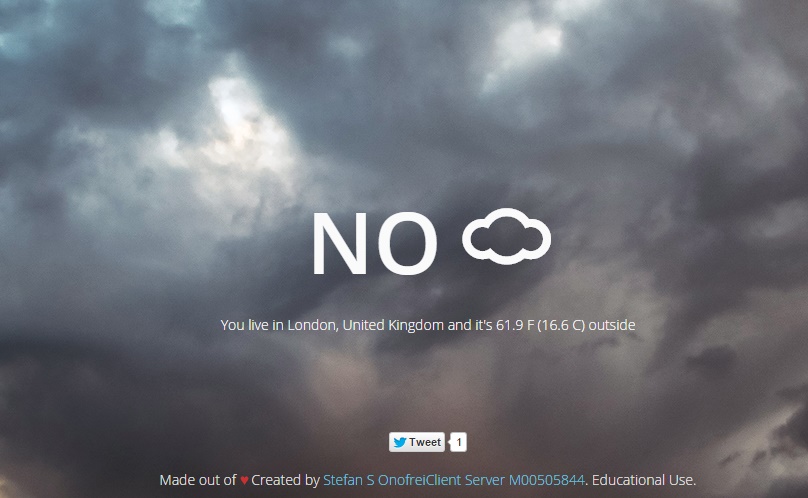 NO
You live in London, United Kingdom and it's 61.9 F (16.6 C) outside
Tweet 1
Made out of ♥ Created by Stefan S OnofreiClient Server M00505844. Educational Use.